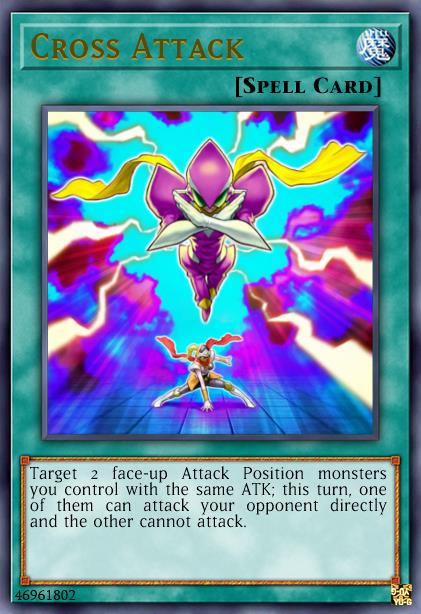 Cross Attack
魔
[Spell Card]
Target 2 face-up Attack Position monsters
you control with the same ATK; this turn, one
of them can attack your opponent directly
and the other cannot attack.
46961802